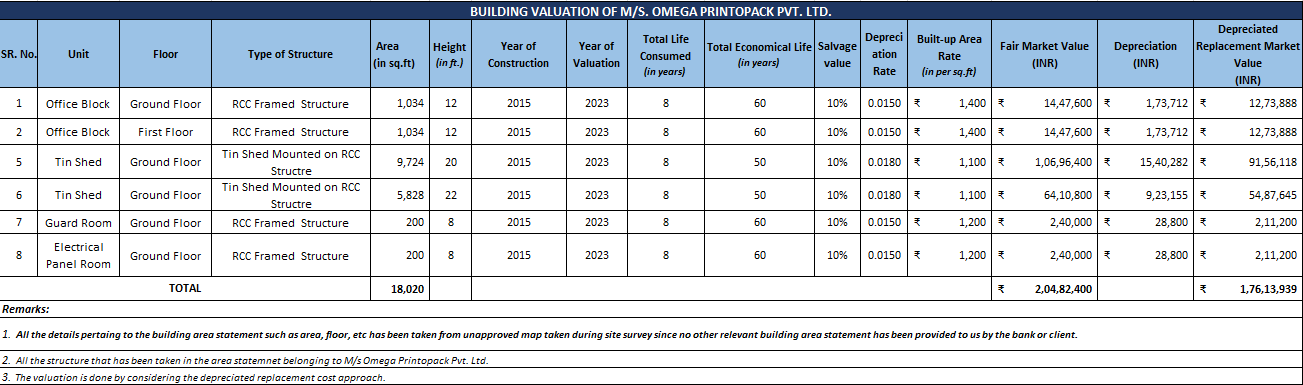 BUILDING VALUATION OF M/S. OMEGA PRINTOPACK PVT. LTD.
SR. No. Unit Floor Type of Structure Area (in sq.ft) Height (in ft.) Year of Construction Year of Valuation Total Life Consumed (in years) Total Economical Life (in years) Salvage value Depreci ation Rate Built-up Area Rate (in per sq.ft) Fair Market Value (INR) Depreciation (INR) Depreciated Replacement Market Value (INR)
1 Office Block Ground Floor RCC Framed Structure 1,034 12 2015 2023 8 60 10% 0.0150 ₹ 1,400 ₹ 14,47,600 ₹ 1,73,712 ₹ 12,73,888
2 Office Block First Floor RCC Framed Structure 1,034 12 2015 2023 8 60 10% 0.0150 ₹ 1,400 ₹ 14,47,600 ₹ 1,73,712 ₹ 12,73,888
5 Tin Shed Ground Floor Tin Shed Mounted on RCC Structre 9,724 20 2015 2023 8 50 10% 0.0180 ₹ 1,100 ₹ 1,06,96,400 ₹ 15,40,282 ₹ 91,56,118
6 Tin Shed Ground Floor Tin Shed Mounted on RCC Structre 5,828 22 2015 2023 8 50 10% 0.0180 ₹ 1,100 ₹ 64,10,800 ₹ 9,23,155 ₹ 54,87,645
7 Guard Room Ground Floor RCC Framed Structure 200 8 2015 2023 8 60 10% 0.0150 ₹ 1,200 ₹ 2,40,000 ₹ 28,800 ₹ 2,11,200
8 Electrical Panel Room Ground Floor RCC Framed Structure 200 8 2015 2023 8 60 10% 0.0150 ₹ 1,200 ₹ 2,40,000 ₹ 28,800 ₹ 2,11,200
TOTAL 18,020 ₹ 2,04,82,400 ₹ 1,76,13,939
Remarks:
1. All the details pertaing to the building area statement such as area, floor, etc has been taken from unapproved map taken during site survey since no other relevant building area statement has been provided to us by the bank or client.
2. All the structure that has been taken in the area statemnet belonging to M/s Omega Printopack Pvt. Ltd.
3. The valuation is done by considering the depreciated replacement cost approach.